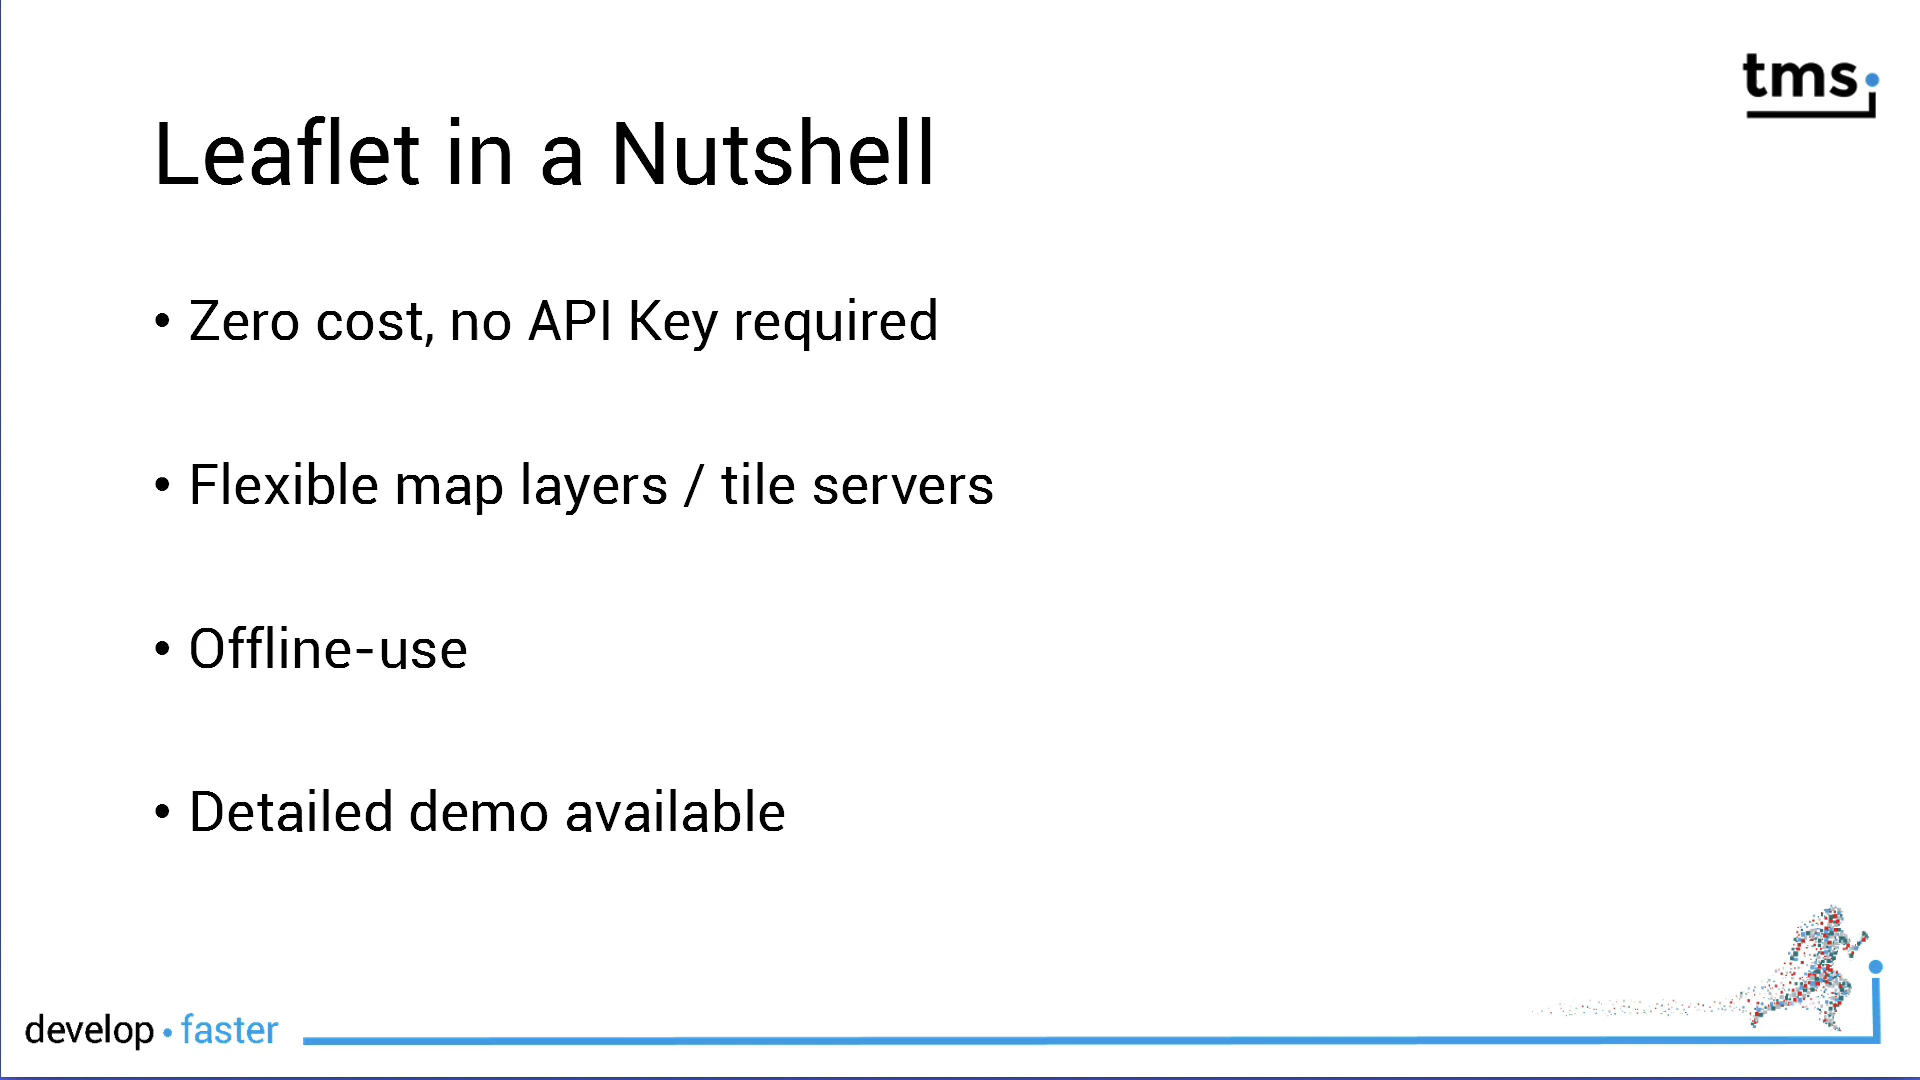 tms
Leaflet in a Nutshell
• Zero cost, no API Key required
• Flexible map layers / tile servers
• Offline-use
• Detailed demo available
develop • faster